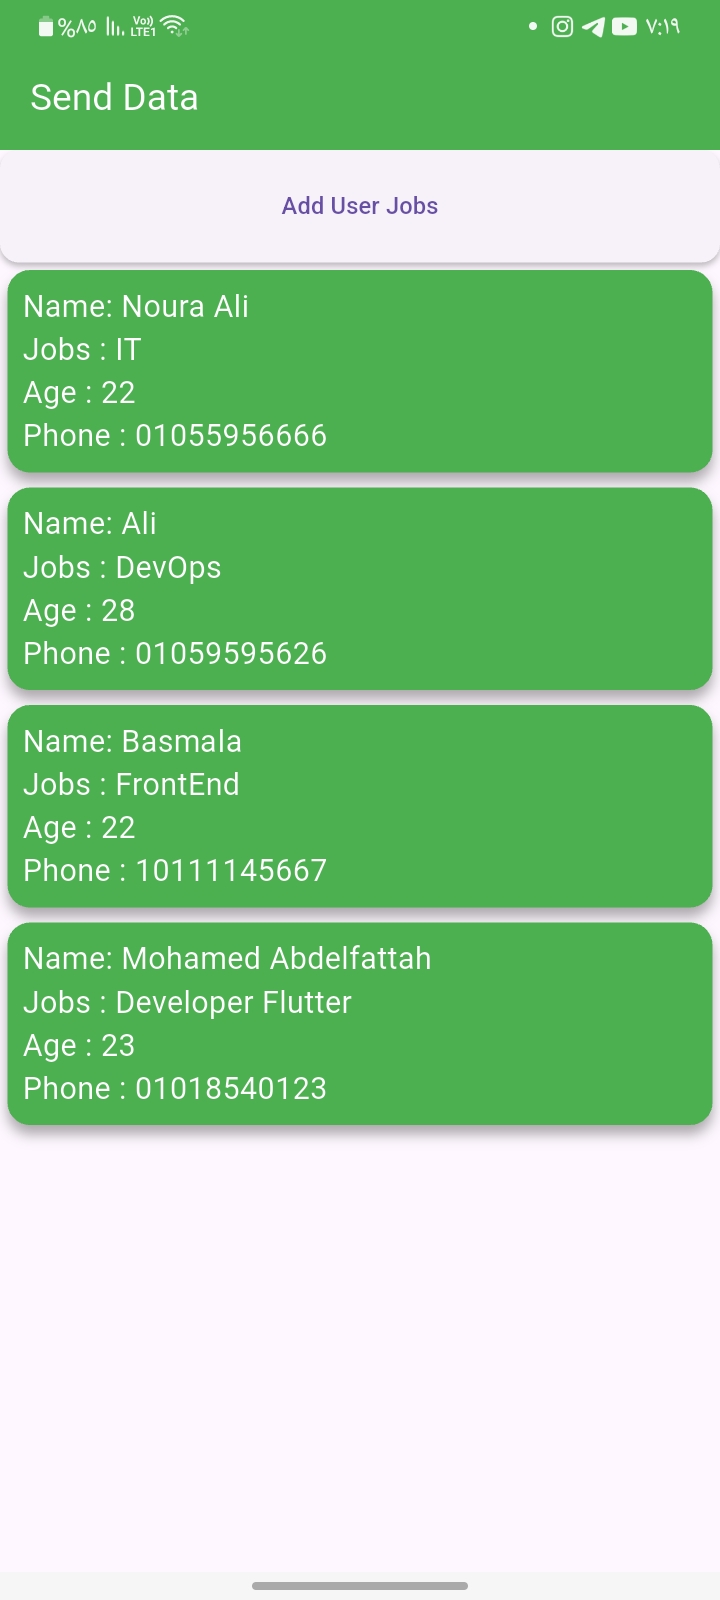 %٨٥ Vo)) LTE1 ٧:١٩
Send Data
Add User Jobs
Name: Noura Ali
Jobs : IT
Age : 22
Phone : 01055956666
Name: Ali
Jobs : DevOps
Age : 28
Phone : 01059595626
Name: Basmala
Jobs : FrontEnd
Age : 22
Phone : 10111145667
Name: Mohamed Abdelfattah
Jobs : Developer Flutter
Age : 23
Phone : 01018540123